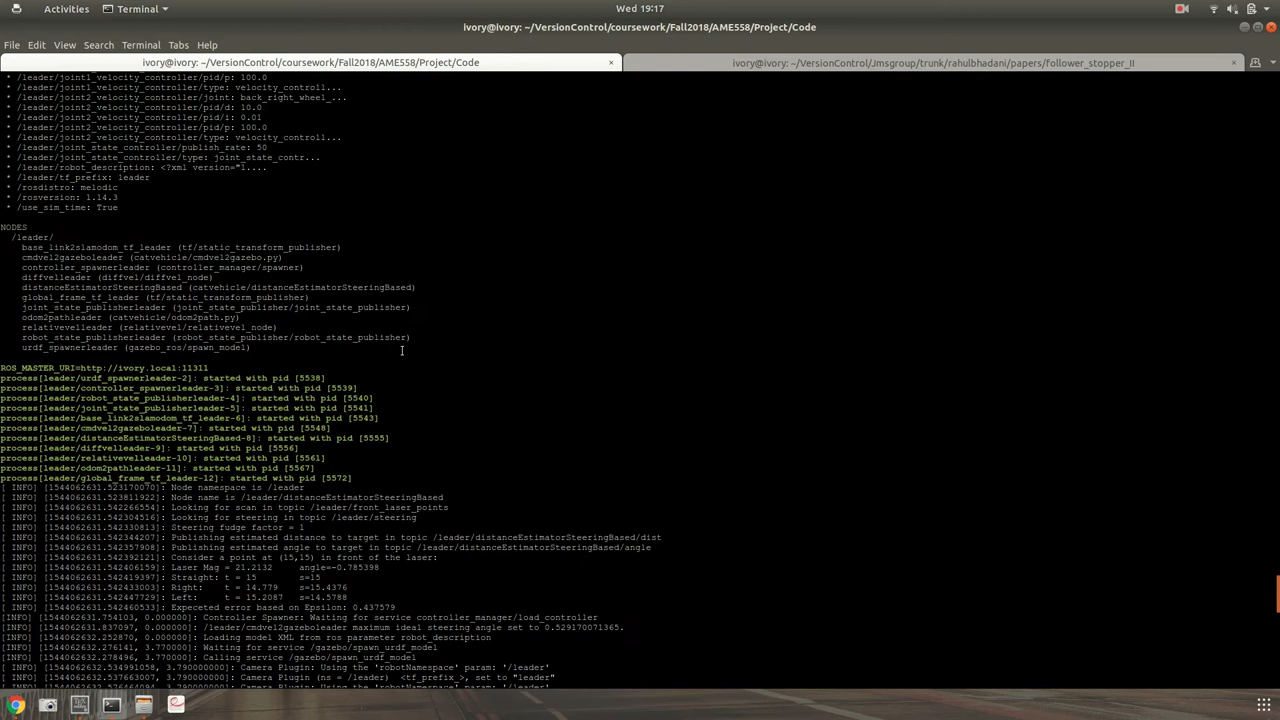 Activities
Terminal
Wed 19:17
ivory@ivory: ~/VersionControl/coursework/Fall2018/AME558/Project/Code
File Edit View Search Terminal Tabs Help
ivory@ivory: ~/VersionControl/coursework/Fall2018/AME558/Project/Code
ivory@ivory: ~/VersionControl/Jmsgroup/trunk/rahulbhadani/papers/follower_stopper_II
* /leader/joint1_velocity_controller/pid/p: 100.0
* /leader/joint1_velocity_controller/type: velocity_controll...
* /leader/joint2_velocity_controller/joint: back_right_wheel_...
* /leader/joint2_velocity_controller/pid/d: 10.0
* /leader/joint2_velocity_controller/pid/i: 0.01
* /leader/joint2_velocity_controller/pid/p: 100.0
* /leader/joint2_velocity_controller/type: velocity_controll...
* /leader/joint_state_controller/publish_rate: 50
* /leader/joint_state_controller/type: joint_state_contr...
* /leader/robot_description: <?xml version="1....
* /leader/tf_prefix: leader
* /rosdistro: melodic
* /rosversion: 1.14.3
* /use_sim_time: True
NODES
/leader/
base_link2slamodom_tf_leader (tf/static_transform_publisher)
cmdvel2gazeboleader (catvehicle/cmdvel2gazebo.py)
controller_spawnerleader (controller_manager/spawner)
diffvelleader (diffvel/diffvel_node)
distanceEstimatorSteeringBased (catvehicle/distanceEstimatorSteeringBased)
global_frame_tf_leader (tf/static_transform_publisher)
joint_state_publisherleader (joint_state_publisher/joint_state_publisher)
odom2pathleader (catvehicle/odom2path.py)
relativevelleader (relativevel/relativevel_node)
robot_state_publisherleader (robot_state_publisher/robot_state_publisher)
urdf_spawnerleader (gazebo_ros/spawn_model)
ROS_MASTER_URI=http://ivory.local:11311
process[leader/urdf_spawnerleader-2]: started with pid [5538]
process[leader/controller_spawnerleader-3]: started with pid [5539]
process[leader/robot_state_publisherleader-4]: started with pid [5540]
process[leader/joint_state_publisherleader-5]: started with pid [5541]
process[leader/base_link2slamodom_tf_leader-6]: started with pid [5543]
process[leader/cmdvel2gazeboleader-7]: started with pid [5548]
process[leader/distanceEstimatorSteeringBased-8]: started with pid [5555]
process[leader/diffvelleader-9]: started with pid [5556]
process[leader/relativevelleader-10]: started with pid [5561]
process[leader/odom2pathleader-11]: started with pid [5567]
process[leader/global_frame_tf_leader-12]: started with pid [5572]
[ INFO] [1544062631.523170070]: Node namespace is /leader
[ INFO] [1544062631.523811922]: Node name is /leader/distanceEstimatorSteeringBased
[ INFO] [1544062631.542266554]: Looking for scan in topic /leader/front_laser_points
[ INFO] [1544062631.542304516]: Looking for steering in topic /leader/steering
[ INFO] [1544062631.542330813]: Steering fudge factor = 1
[ INFO] [1544062631.542344207]: Publishing estimated distance to target in topic /leader/distanceEstimatorSteeringBased/dist
[ INFO] [1544062631.542357908]: Publishing estimated angle to target in topic /leader/distanceEstimatorSteeringBased/angle
[ INFO] [1544062631.542392121]: Consider a point at (15,15) in front of the laser:
[ INFO] [1544062631.542406159]: Laser Mag = 21.2132 angle=-0.785398
[ INFO] [1544062631.542419397]: Straight: t = 15 s=15
[ INFO] [1544062631.542433003]: Right: t = 14.779 s=15.4376
[ INFO] [1544062631.542447729]: Left: t = 15.2087 s=14.5788
[ INFO] [1544062631.542460533]: Expeceted error based on Epsilon: 0.437579
[INFO] [1544062631.754103, 0.000000]: Controller Spawner: Waiting for service controller_manager/load_controller
[INFO] [1544062631.837097, 0.000000]: /leader/cmdvel2gazeboleader maximum ideal steering angle set to 0.529170071365.
[INFO] [1544062632.252870, 0.000000]: Loading model XML from ros parameter robot_description
[INFO] [1544062632.276141, 3.770000]: Waiting for service /gazebo/spawn_urdf_model
[INFO] [1544062632.278496, 3.770000]: Calling service /gazebo/spawn_urdf_model
[ INFO] [1544062632.534991058, 3.790000000]: Camera Plugin: Using the 'robotNamespace' param: '/leader'
[ INFO] [1544062632.537663007, 3.790000000]: Camera Plugin (ns = /leader) <tf_prefix_>, set to "leader"